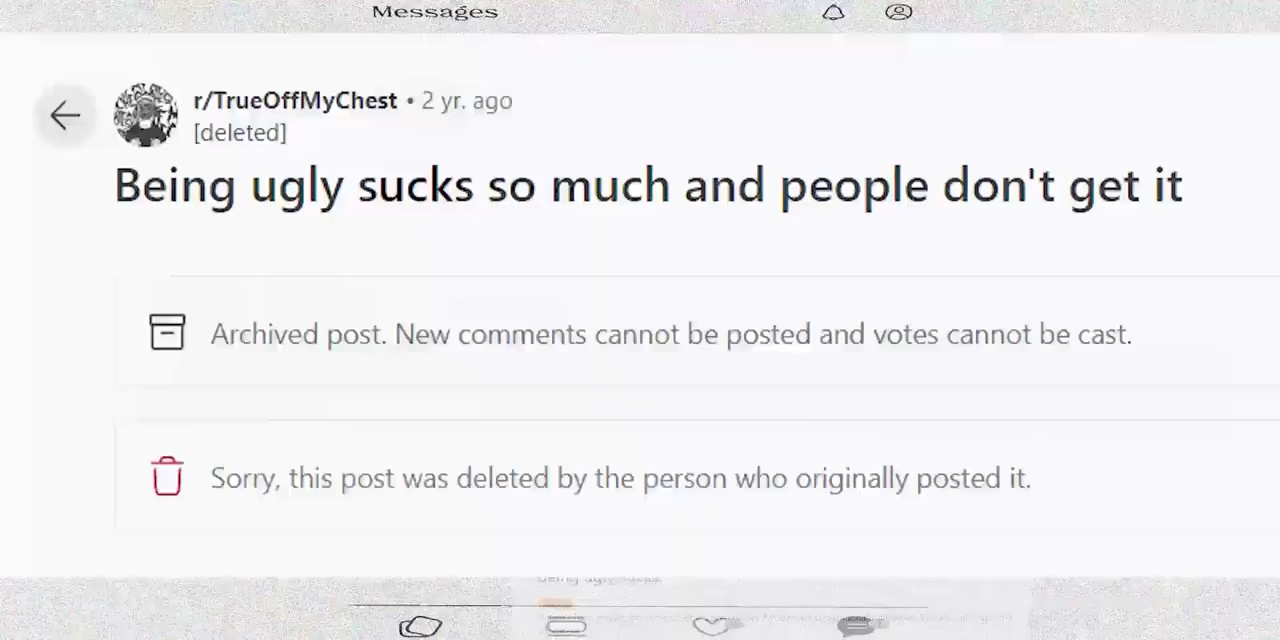 Messages
r/TrueOffMyChest • 2 yr. ago
[deleted]
Being ugly sucks so much and people don't get it
Archived post. New comments cannot be posted and votes cannot be cast.
Sorry, this post was deleted by the person who originally posted it.